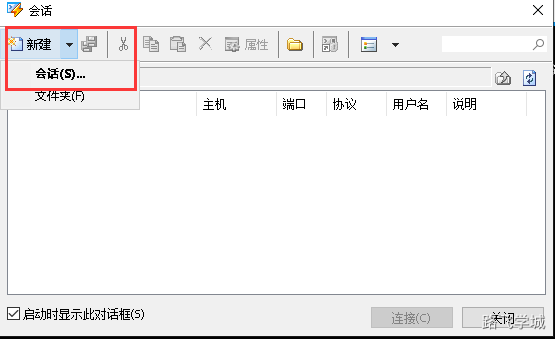 会话
新建
属性
会话(S)...
文件夹(F)
主机 端口 协议 用户名 说明
启动时显示此对话框(S)
连接(C)
关闭
路飞学城